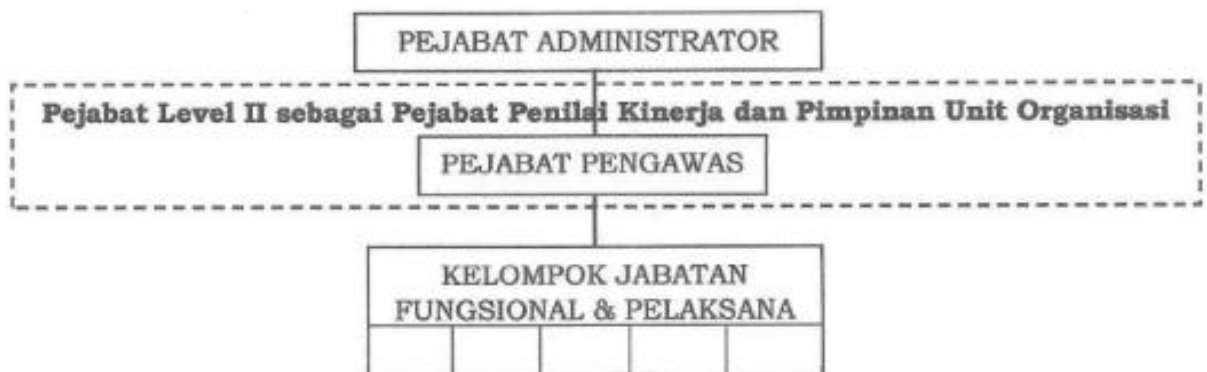 PEJABAT ADMINISTRATOR
Pejabat Level II sebagai Pejabat Penilai Kinerja dan Pimpinan Unit Organisasi
PEJABAT PENGAWAS
KELOMPOK JABATAN
FUNGSIONAL & PELAKSANA